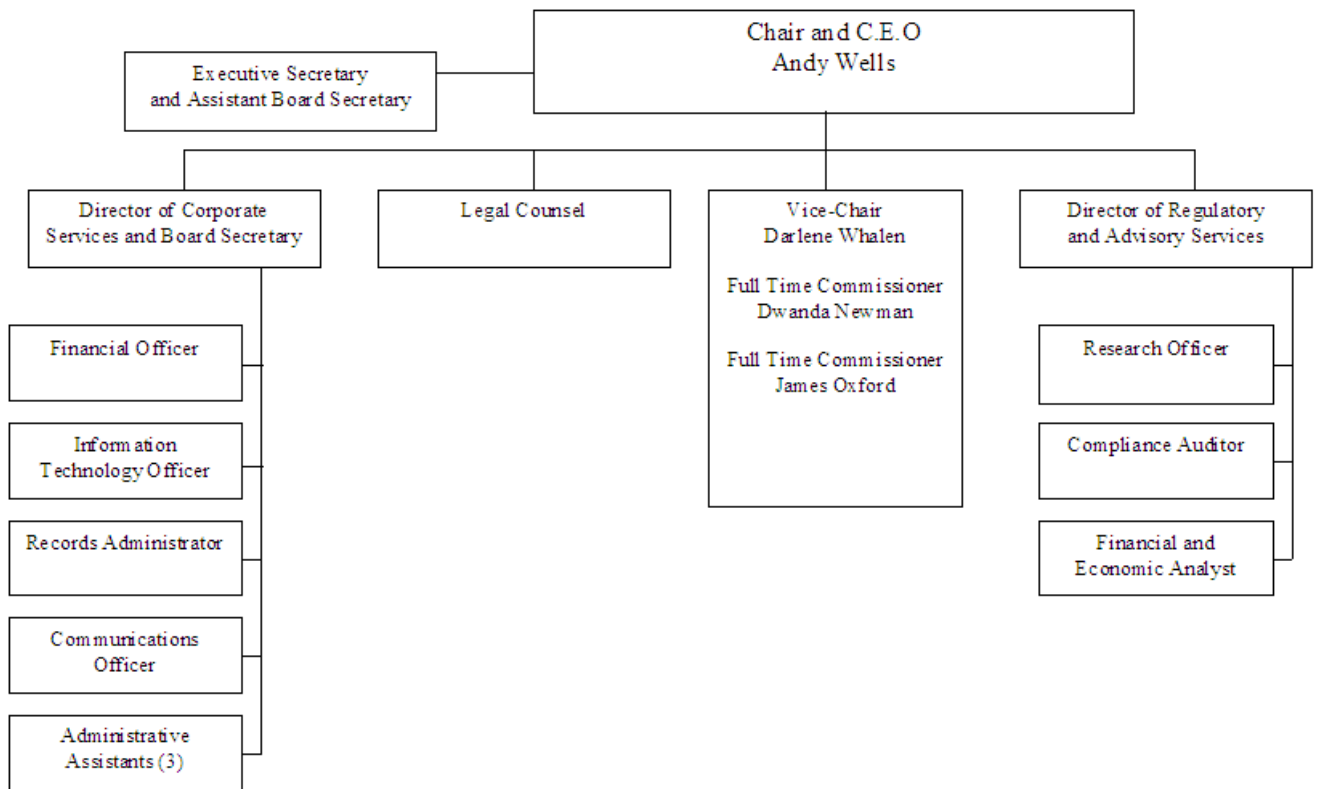 Chair and C.E.O
Andy Wells
Executive Secretary
and Assistant Board Secretary
Director of Corporate
Services and Board Secretary
Legal Counsel
Vice-Chair
Darlene Whalen
Full Time Commissioner
Dwanda Newman
Full Time Commissioner
James Oxford
Director of Regulatory
and Advisory Services
Financial Officer
Information
Technology Officer
Records Administrator
Communications
Officer
Administrative
Assistants (3)
Research Officer
Compliance Auditor
Financial and
Economic Analyst